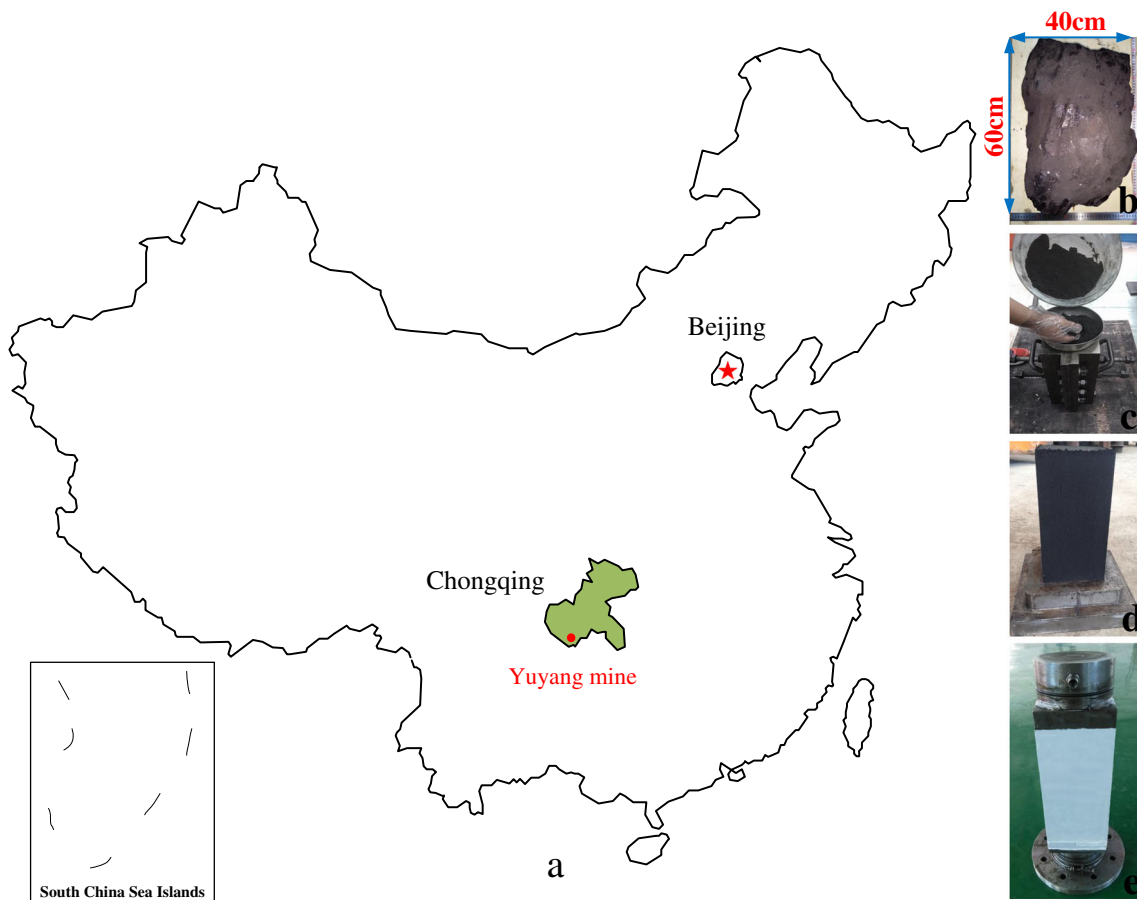 40cm
60cm
b
Beijing
c
Chongqing
d
Yuyang mine
a
e
South China Sea Islands